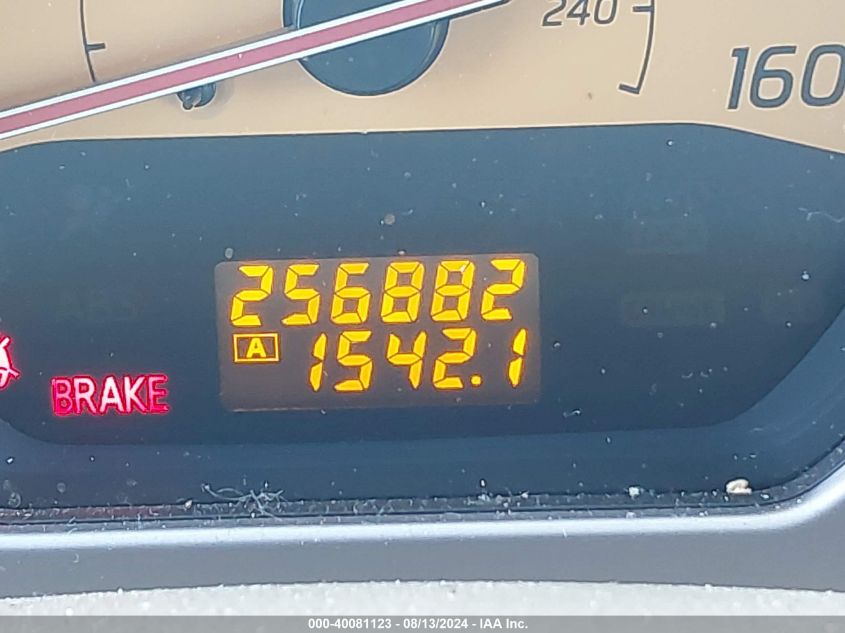 240
160
256882
A 1542.1
BRAKE
000-40081123 - 08/13/2024 - IAA Inc.